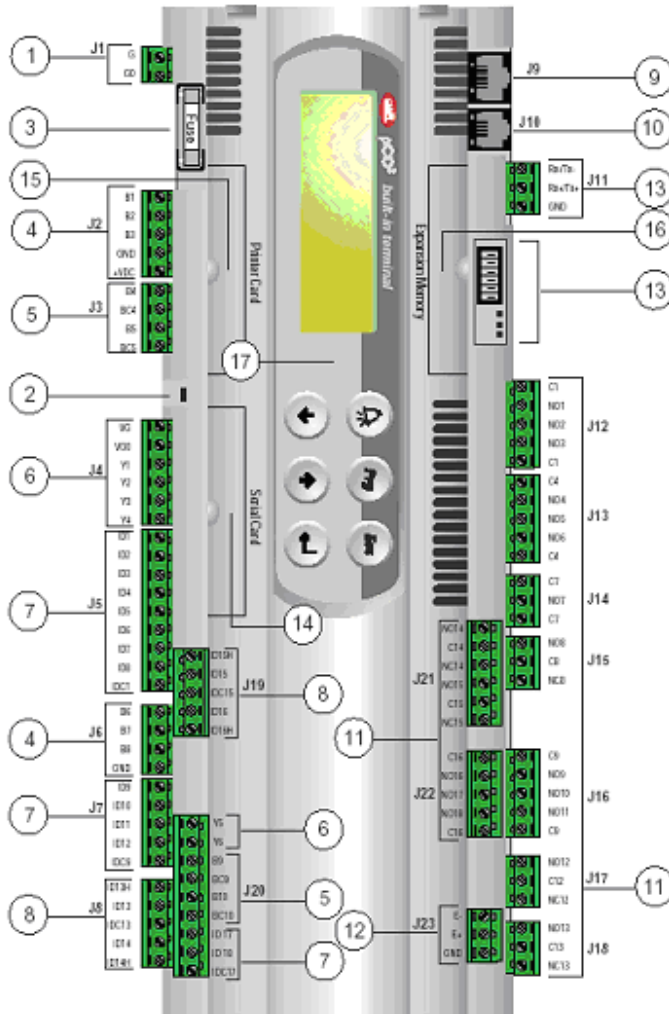 1
J1
G
G0
3
Fuse
15
4
J2
B1
B2
B3
GND
+VDC
5
J3
B4
BC4
B5
BC5
2
6
J4
VG
VG0
Y1
Y2
Y3
Y4
7
J5
ID1
ID2
ID3
ID4
ID5
ID6
ID7
ID8
IDC1
4
J6
B6
B7
B8
GND
7
J7
ID9
ID10
ID11
ID12
IDC9
8
J8
ID13H
ID13
IDC13
ID14
ID14H
Printer Card
17
Serial Card
14
ID15H
ID15
IDC15
ID16
ID16H
J19
8
Y5
Y6
6
B9
BC9
B10
BC10
J20
5
ID17
ID18
IDC17
7
pCO²
built-in terminal
Prg
Esc
Expansion Memory
J9
9
J10
10
Rx-/Tx-
Rx+/Tx+
GND
J11
13
16
13
C1
NO1
NO2
NO3
C1
J12
C4
NO4
NO5
NO6
C4
J13
C7
NO7
C7
J14
NO8
C8
NC8
J15
J21
NO14
C14
NC14
NO15
C15
NC15
11
J22
C16
NO16
NO17
NO18
C16
C9
NO9
NO10
NO11
C9
J16
NO12
C12
NC12
J17
11
12
J23
E-
E+
GND
NO13
C13
NC13
J18